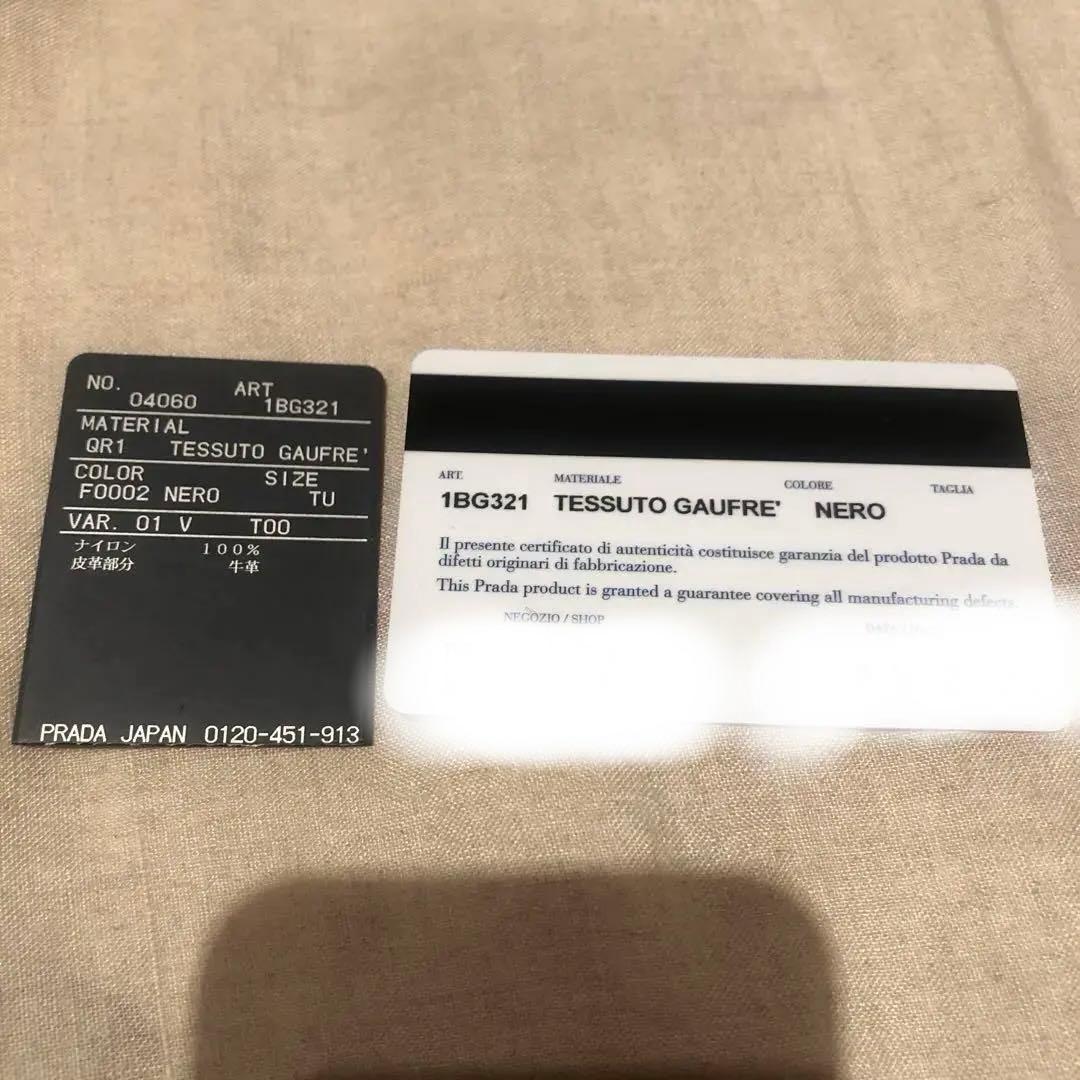 NO. ART
04060 1BG321
MATERIAL
QR1 TESSUTO GAUFRE'
COLOR SIZE
F0002 NERO TU
VAR. 01 V T00
ナイロン 100%
皮革部分 牛革
PRADA JAPAN 0120-451-913
ART. MATERIALE COLORE TAGLIA
1BG321 TESSUTO GAUFRE' NERO
Il presente certificato di autenticità costituisce garanzia del prodotto Prada da
difetti originari di fabbricazione.
This Prada product is granted a guarantee covering all manufacturing defects.
NEGOZIO / SHOP